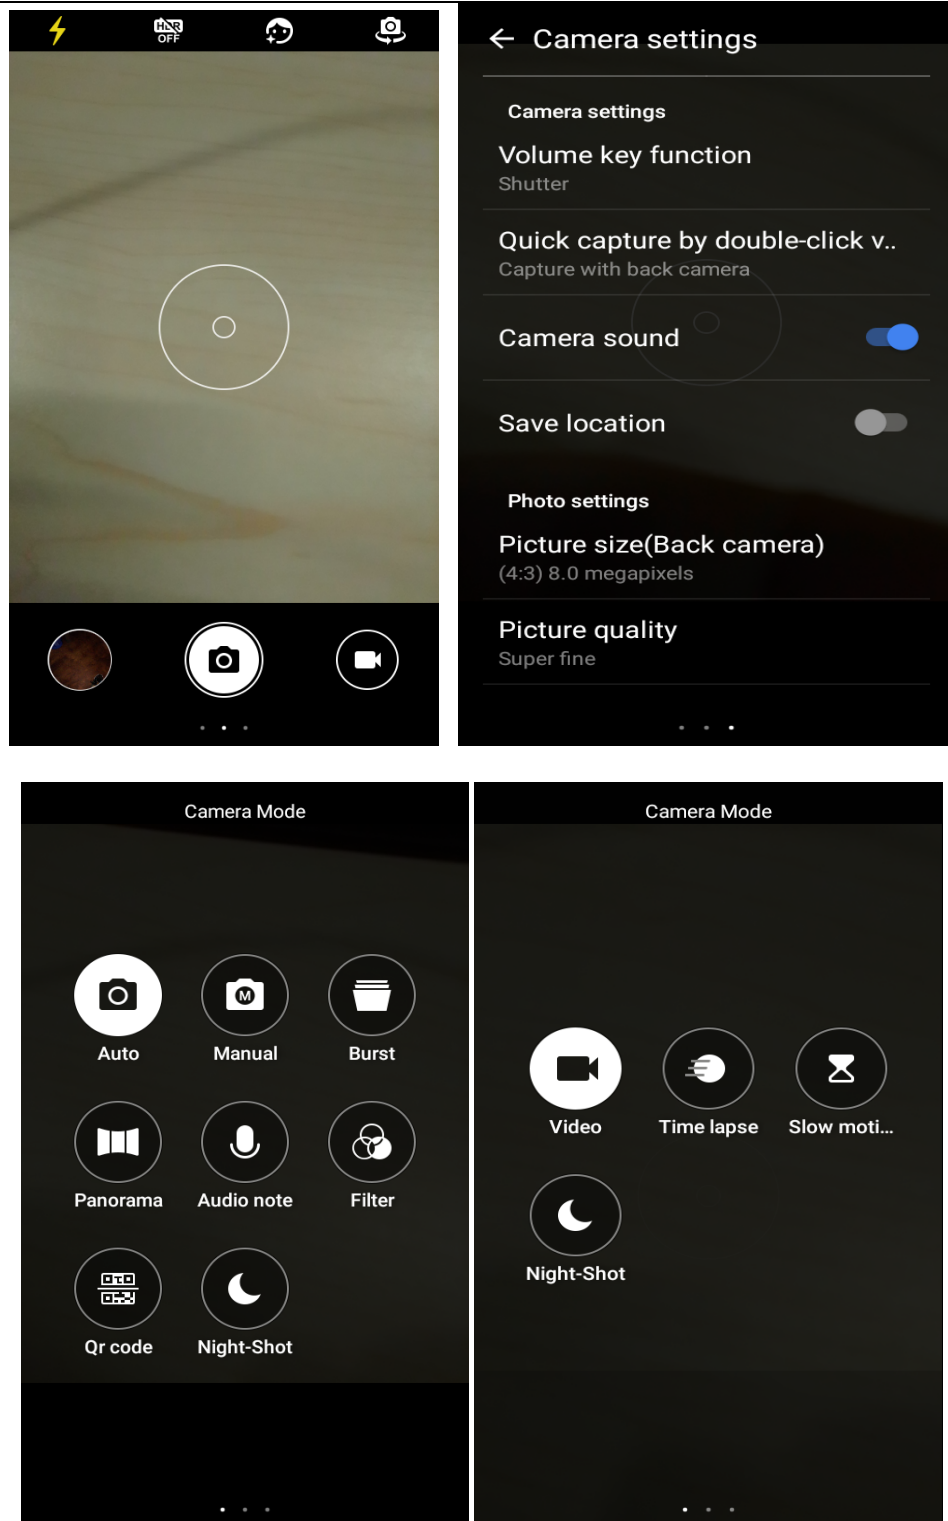 HDR
OFF
Camera settings
Camera settings
Volume key function
Shutter
Quick capture by double-click v..
Capture with back camera
Camera sound
Save location
Photo settings
Picture size(Back camera)
(4:3) 8.0 megapixels
Picture quality
Super fine
Camera Mode
Auto Manual Burst
M
Panorama Audio note Filter
Qr code Night-Shot
Camera Mode
Video Time lapse Slow moti...
Night-Shot